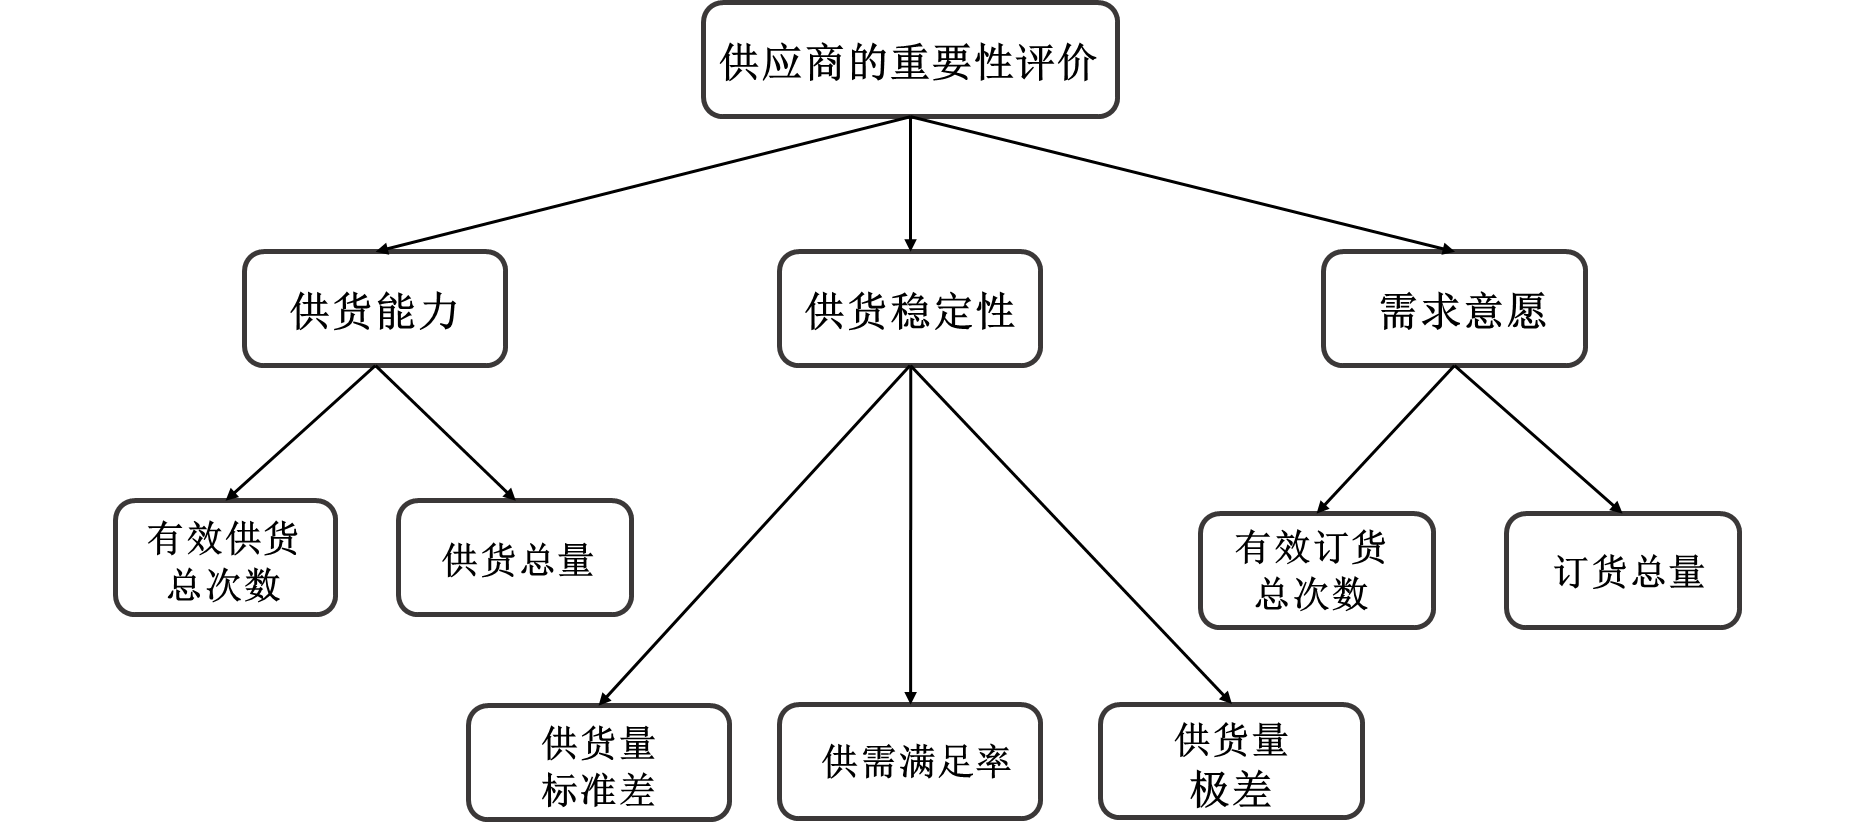 供应商的重要性评价
供货能力
供货稳定性
需求意愿
有效供货
总次数
供货总量
有效订货
总次数
订货总量
供货量
标准差
供需满足率
供货量
极差